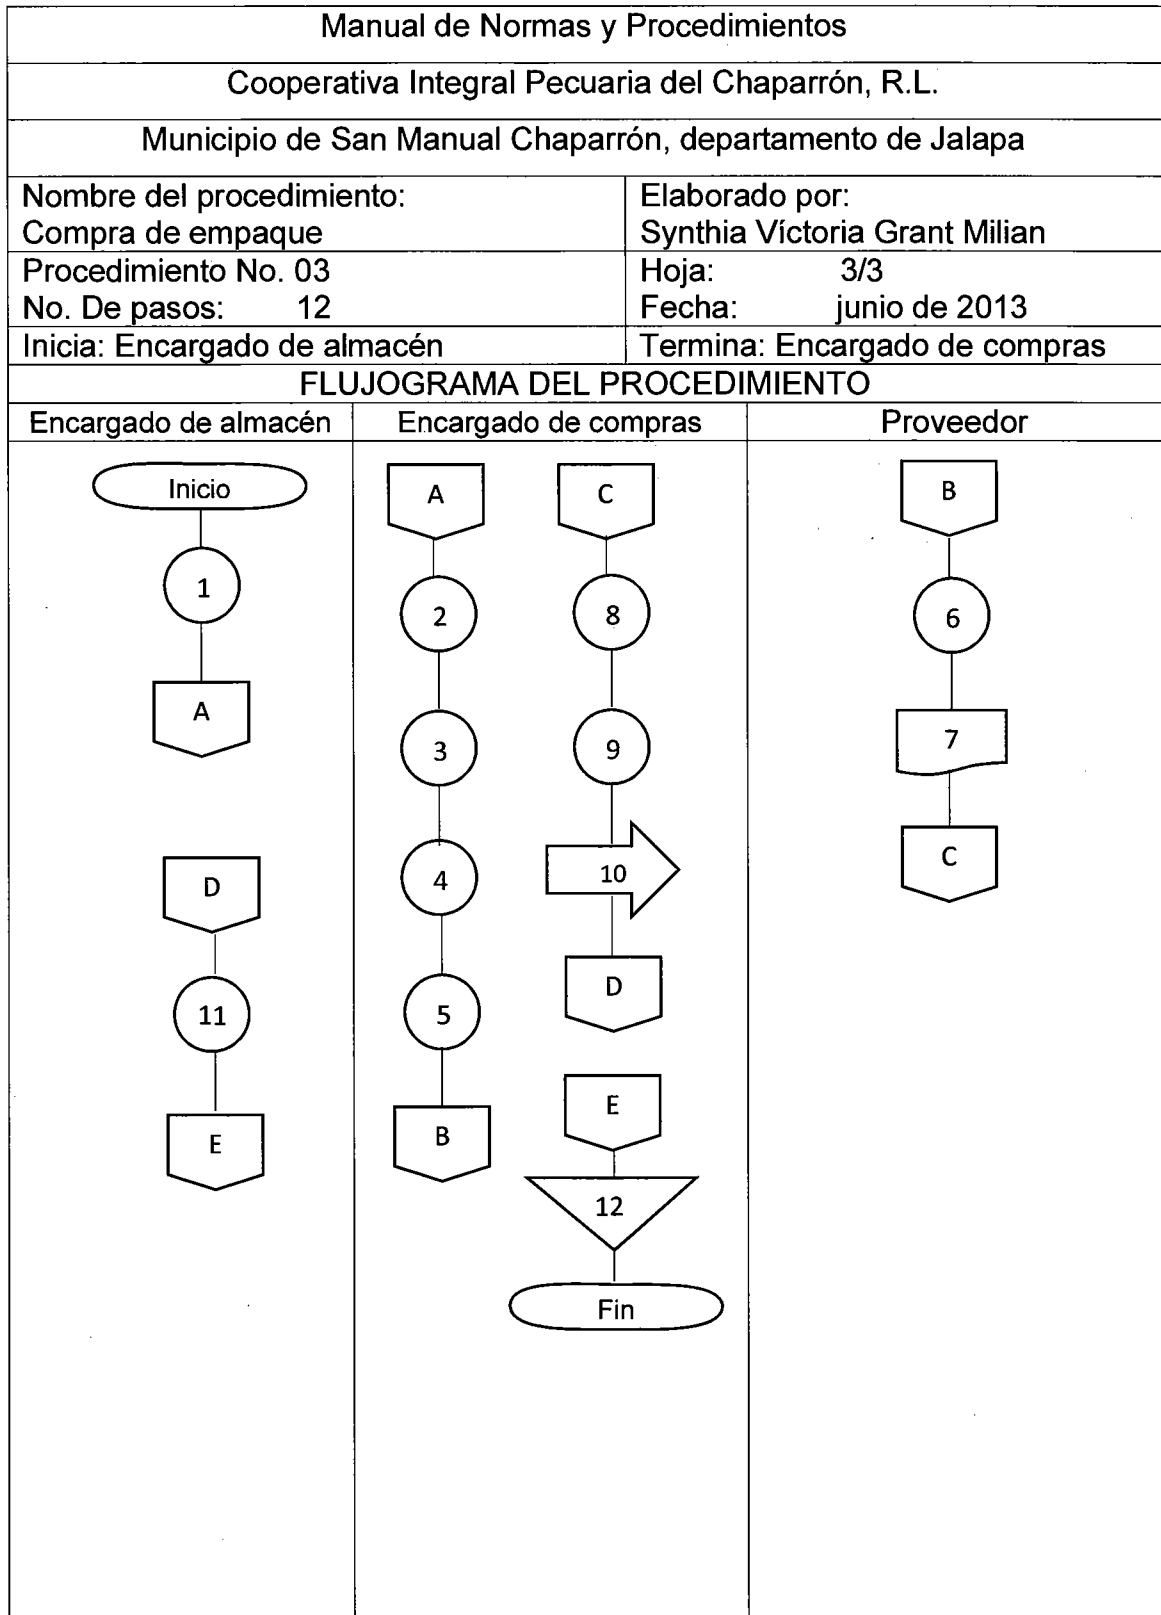 Manual de Normas y Procedimientos
Cooperativa Integral Pecuaria del Chaparrón, R.L.
Municipio de San Manual Chaparrón, departamento de Jalapa
Nombre del procedimiento:
Compra de empaque
Elaborado por:
Synthia Victoria Grant Milian
Procedimiento No. 03
No. De pasos: 12
Hoja: 3/3
Fecha: junio de 2013
Inicia: Encargado de almacén
Termina: Encargado de compras
FLUJOGRAMA DEL PROCEDIMIENTO
Encargado de almacén
Encargado de compras
Proveedor
Inicio
1
A
D
11
E
A
2
3
4
5
B
C
8
9
10
D
E
12
Fin
B
6
7
C